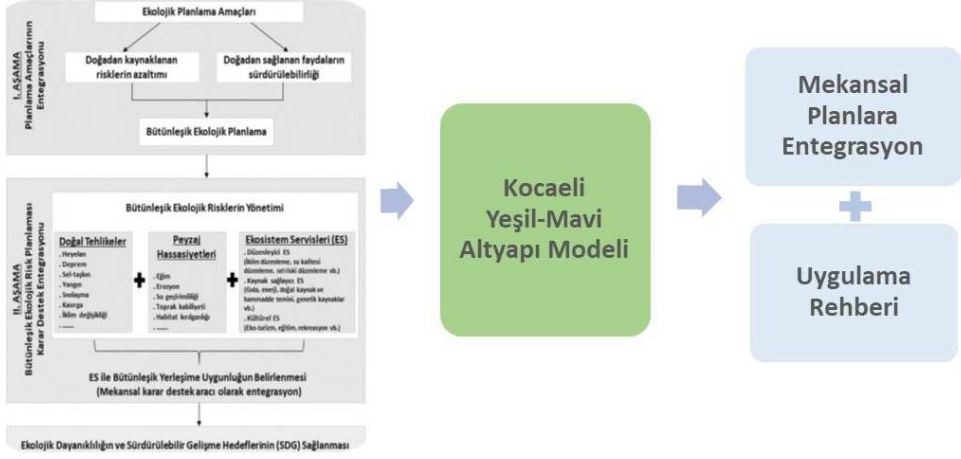 Ekolojik Planlama Amaçları
I. AŞAMA
Planlama Amaçlarının
Entegrasyonu
Doğadan kaynaklanan
risklerin azaltımı
Doğadan sağlanan faydaların
sürdürülebilirliği
Bütünleşik Ekolojik Planlama
II. AŞAMA
Bütünleşik Ekolojik Risk Planlaması
Karar Destek Entegrasyonu
Bütünleşik Ekolojik Risklerin Yönetimi
Doğal Tehlikeler
. Heyelan
. Deprem
. Sel-taşkın
. Yangın
. Sıvılaşma
. Kasırga
. İklim değişikliği
. ......
+
Peyzaj
Hassasiyetleri
. Eğim
. Erozyon
. Su geçirimliliği
. Toprak kabiliyeti
. Habitat kırılganlığı
. ......
+
Ekosistem Servisleri (ES)
. Düzenleyici ES
(İklim düzenleme, su kalitesi
düzenleme, sel riski düzenleme vb.)
. Kaynak sağlayıcı ES
(Gıda, enerji, doğal kaynak ve
hammadde temini, genetik kaynaklar
vb.)
. Kültürel ES
(Eko-turizm, eğitim, rekreasyon vb.)
ES ile Bütünleşik Yerleşime Uygunluğun Belirlenmesi
(Mekansal karar destek aracı olarak entegrasyon)
Ekolojik Dayanıklılığın ve Sürdürülebilir Gelişme Hedeflerinin (SDG) Sağlanması
Kocaeli
Yeşil-Mavi
Altyapı Modeli
Mekansal
Planlara
Entegrasyon
+
Uygulama
Rehberi